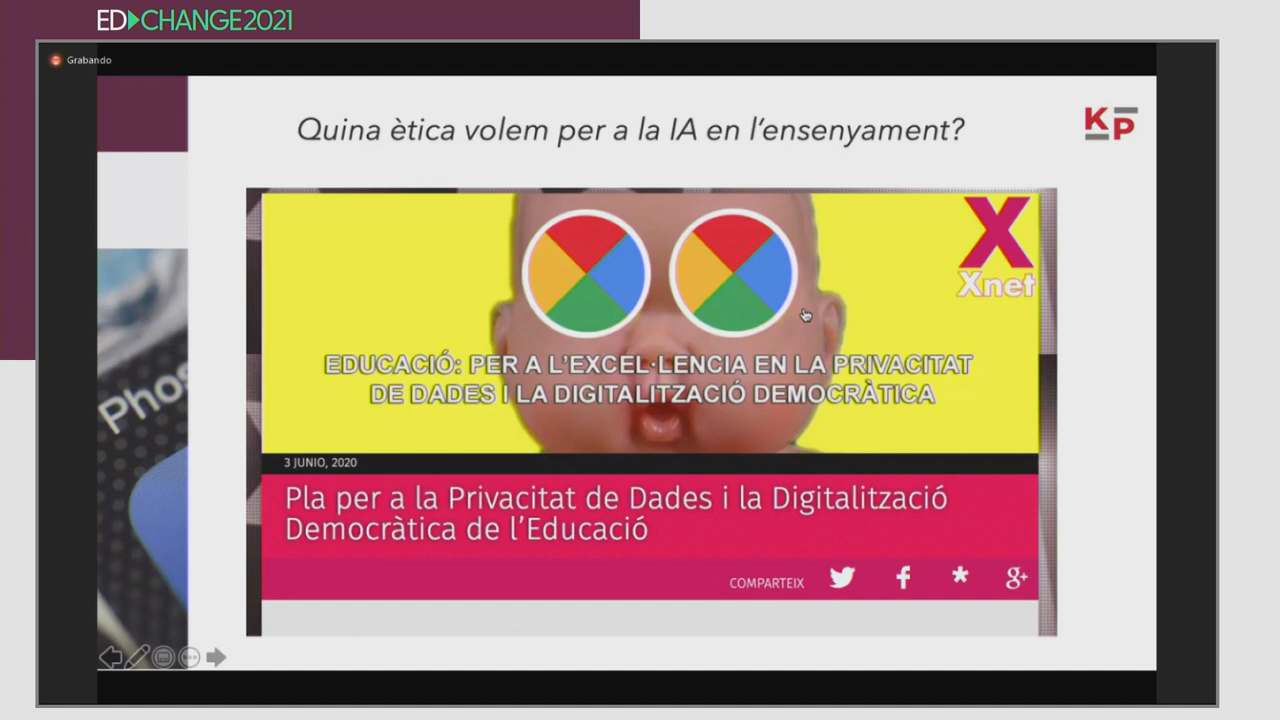 ED CHANGE2021
Grabando
Quina ètica volem per a la IA en l'ensenyament?
KP
X
Xnet
EDUCACIÓ: PER A L'EXCEL·LENCIA EN LA PRIVACITAT
DE DADES I LA DIGITALITZACIÓ DEMOCRÀTICA
Phos
3 JUNIO, 2020
Pla per a la Privacitat de Dades i la Digitalització
Democràtica de l'Educació
COMPARTEIX
g+